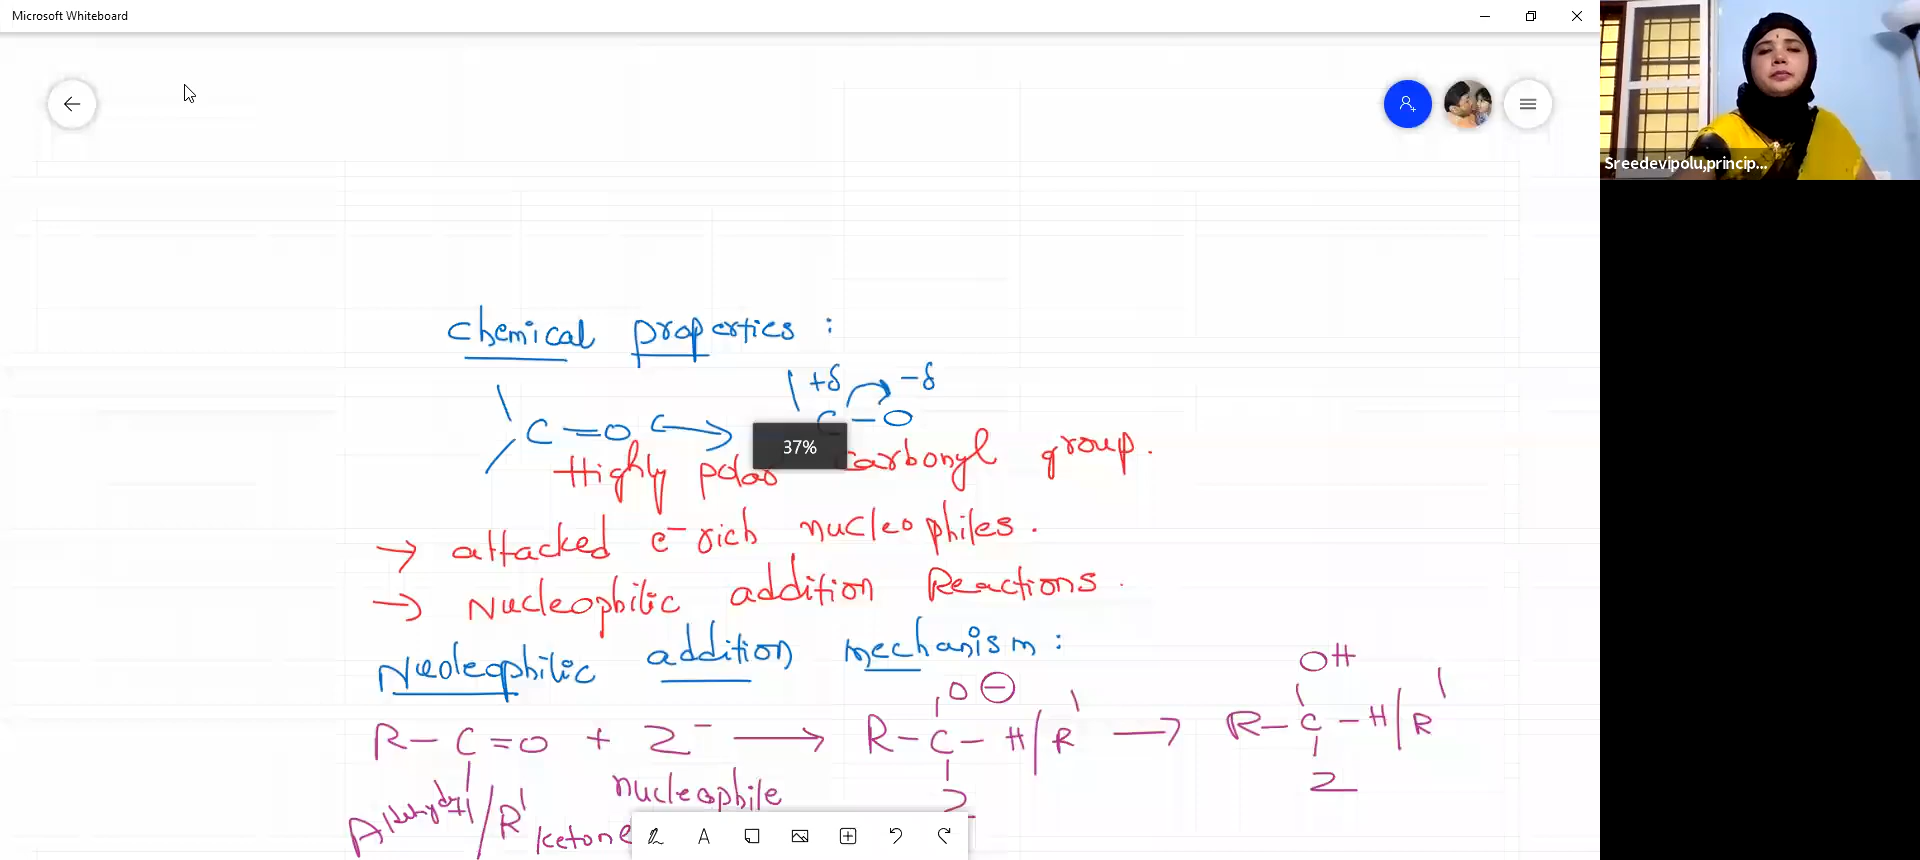 Microsoft Whiteboard
Sreedevipolu,princip...
chemical properties :
+δ -δ
C=O ⟷ C-O
37%
Highly polar carbonyl group.
→ attacked e⁻ rich nucleophiles.
→ Nucleophilic addition Reactions.
Nucleophilic addition mechanism :
O⊖ OH
R-C=O + Z⁻ → R-C-H/R' → R-C-H/R'
Z Z
nucleophile
Aldehyde H/R' ketone